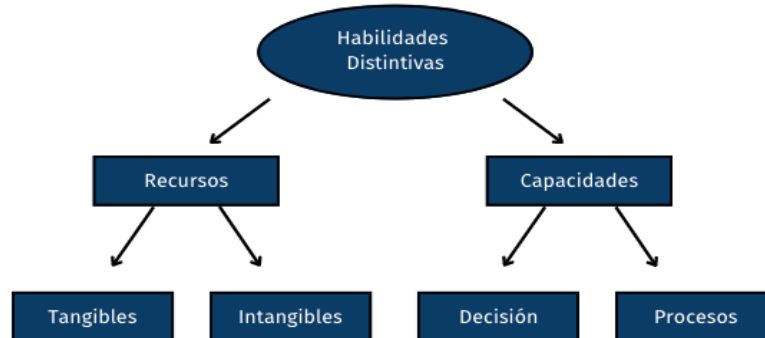 Habilidades
Distintivas
Recursos
Capacidades
Tangibles
Intangibles
Decisión
Procesos